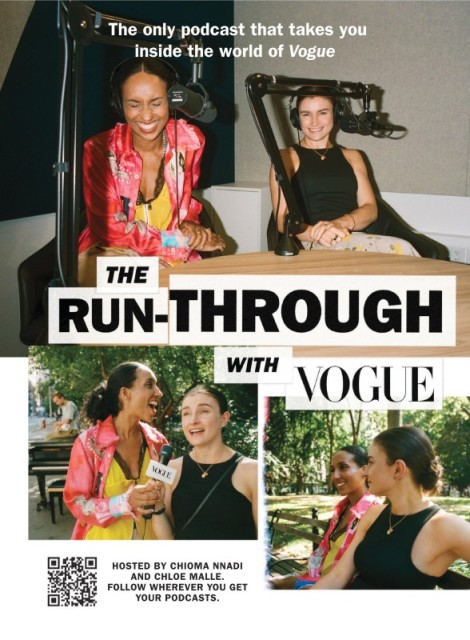 The only podcast that takes you
inside the world of Vogue
THE
RUN-THROUGH
WITH
VOGUE
VOGUE
HOSTED BY CHIOMA NNADI
AND CHLOE MALLE.
FOLLOW WHEREVER YOU GET
YOUR PODCASTS.